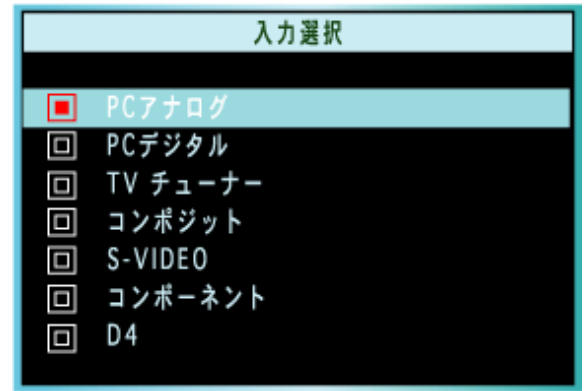 入力選択
PCアナログ
PCデジタル
TV チューナー
コンポジット
S-VIDEO
コンポーネント
D4